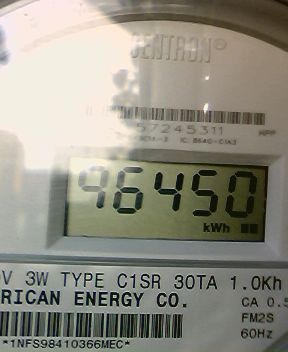 CENTRON®
57245311
96450
kWh
V 3W TYPE C1SR 30TA 1.0Kh
RICAN ENERGY CO.
CA 0.5
FM2S
60Hz
*1NFS98410366MEC*